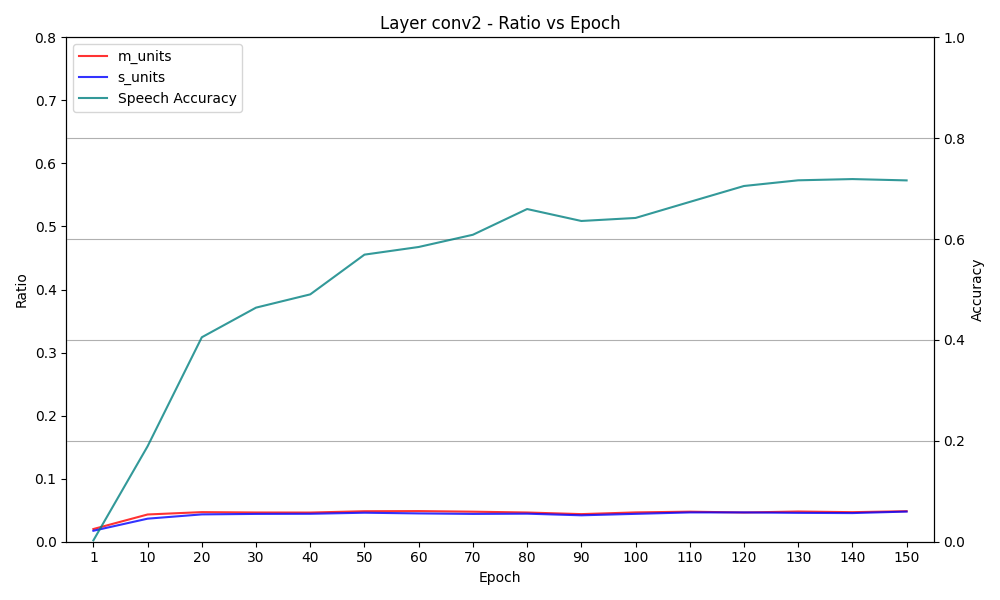 Layer conv2 - Ratio vs Epoch
m_units
s_units
Speech Accuracy
Ratio
0.8
0.7
0.6
0.5
0.4
0.3
0.2
0.1
0.0
1.0
0.8
0.6
0.4
0.2
0.0
Accuracy
1 10 20 30 40 50 60 70 80 90 100 110 120 130 140 150
Epoch